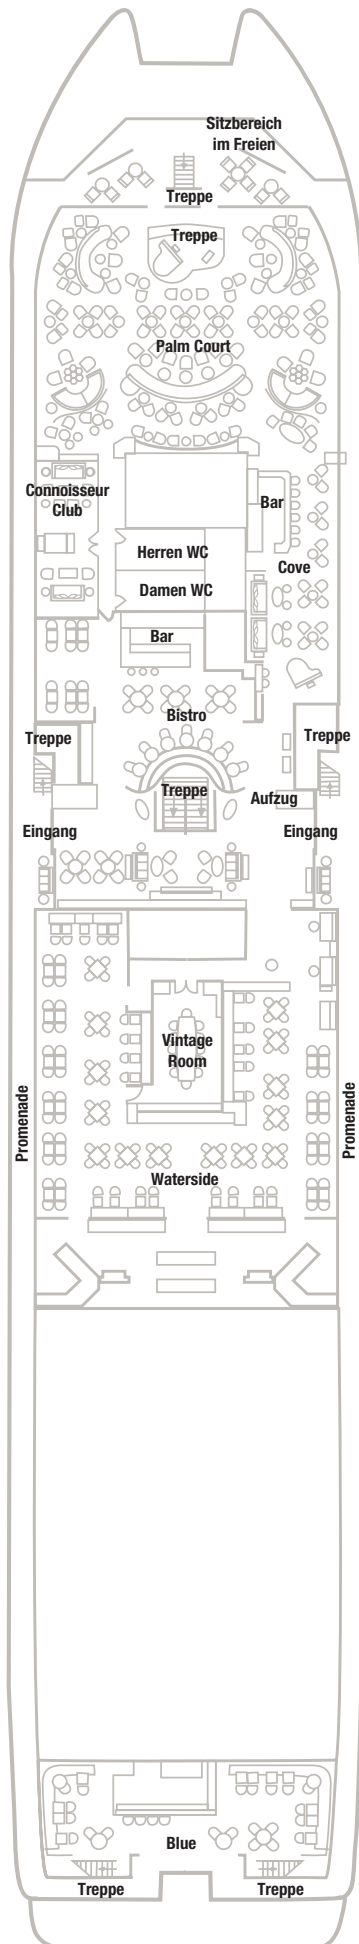 Sitzbereich
im Freien
Treppe
Treppe
Palm Court
Connoisseur
Club
Bar
Herren WC
Cove
Damen WC
Bar
Bistro
Treppe
Treppe
Treppe
Aufzug
Eingang
Eingang
Vintage
Room
Promenade
Promenade
Waterside
Blue
Treppe
Treppe